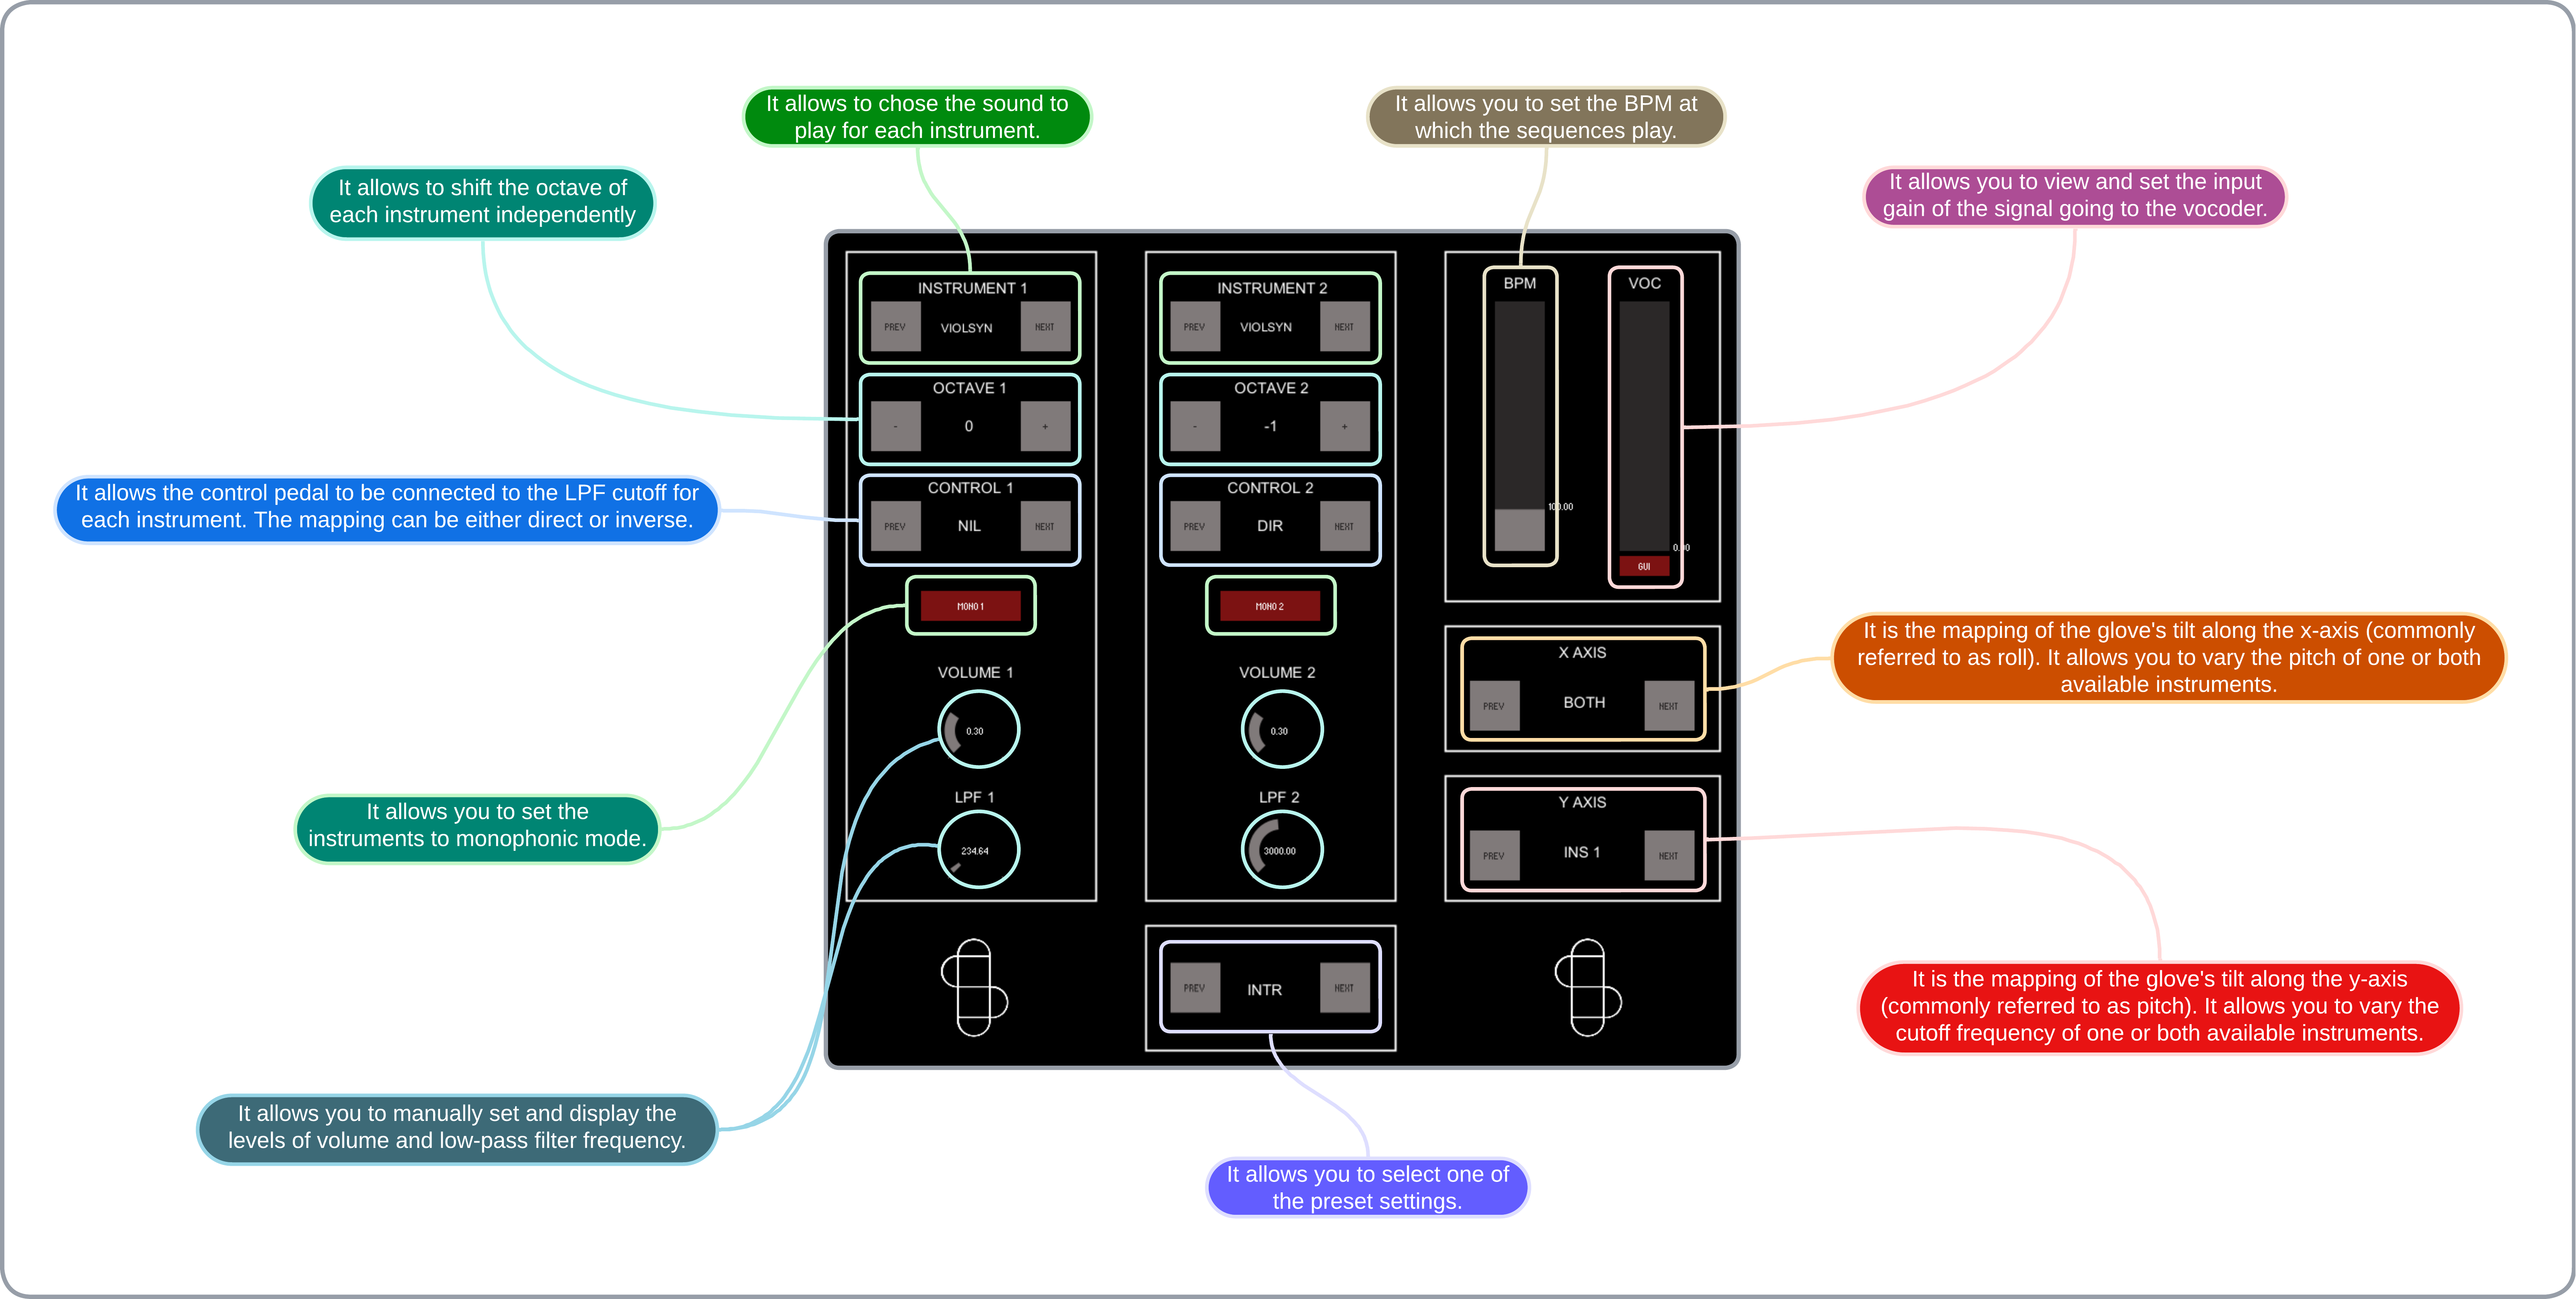 It allows to chose the sound to
play for each instrument.
It allows you to set the BPM at
which the sequences play.
It allows to shift the octave of
each instrument independently
It allows you to view and set the input
gain of the signal going to the vocoder.
It allows the control pedal to be connected to the LPF cutoff for
each instrument. The mapping can be either direct or inverse.
It allows you to set the
instruments to monophonic mode.
It allows you to manually set and display the
levels of volume and low-pass filter frequency.
INSTRUMENT 1
PREV VIOLSYN NEXT
OCTAVE 1
- 0 +
CONTROL 1
PREV NIL NEXT
MONO 1
VOLUME 1
0.30
LPF 1
234.64
INSTRUMENT 2
PREV VIOLSYN NEXT
OCTAVE 2
- -1 +
CONTROL 2
PREV DIR NEXT
MONO 2
VOLUME 2
0.30
LPF 2
3000.00
PREV INTR NEXT
BPM
100.00
VOC
0.00
GUI
X AXIS
PREV BOTH NEXT
Y AXIS
PREV INS 1 NEXT
It is the mapping of the glove's tilt along the x-axis (commonly
referred to as roll). It allows you to vary the pitch of one or both
available instruments.
It is the mapping of the glove's tilt along the y-axis
(commonly referred to as pitch). It allows you to vary the
cutoff frequency of one or both available instruments.
It allows you to select one of
the preset settings.